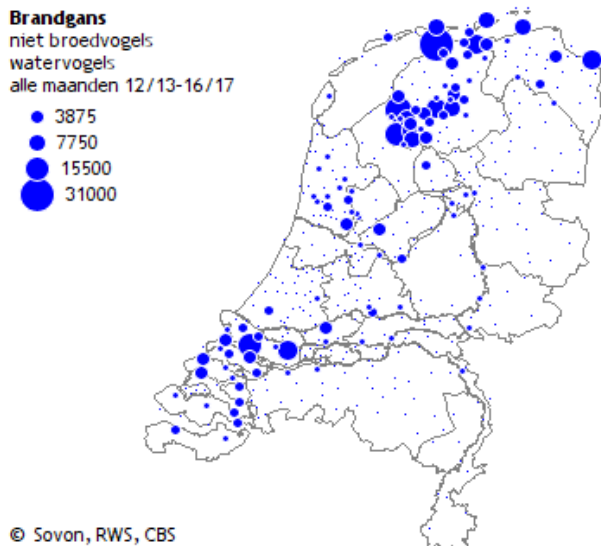 Brandgans
niet broedvogels
watervogels
alle maanden 12/13-16/17
3875
7750
15500
31000
© Sovon, RWS, CBS